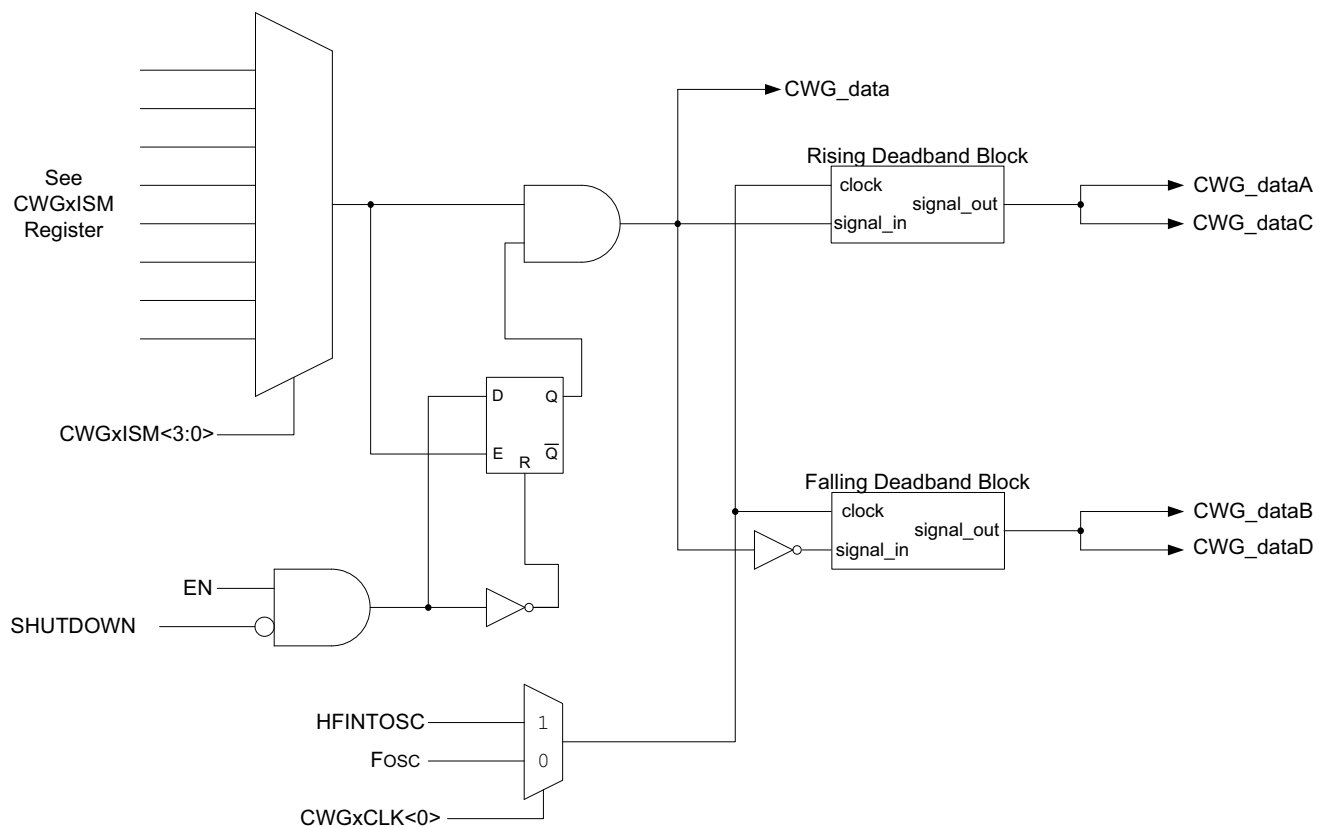 CWG_data
Rising Deadband Block
clock
signal_out
signal_in
CWG_dataA
CWG_dataC
See
CWGxISM
Register
D
Q
E
Q̅
R
CWGxISM<3:0>
Falling Deadband Block
clock
signal_out
signal_in
CWG_dataB
CWG_dataD
EN
SHUTDOWN
HFINTOSC
1
FOSC
0
CWGxCLK<0>